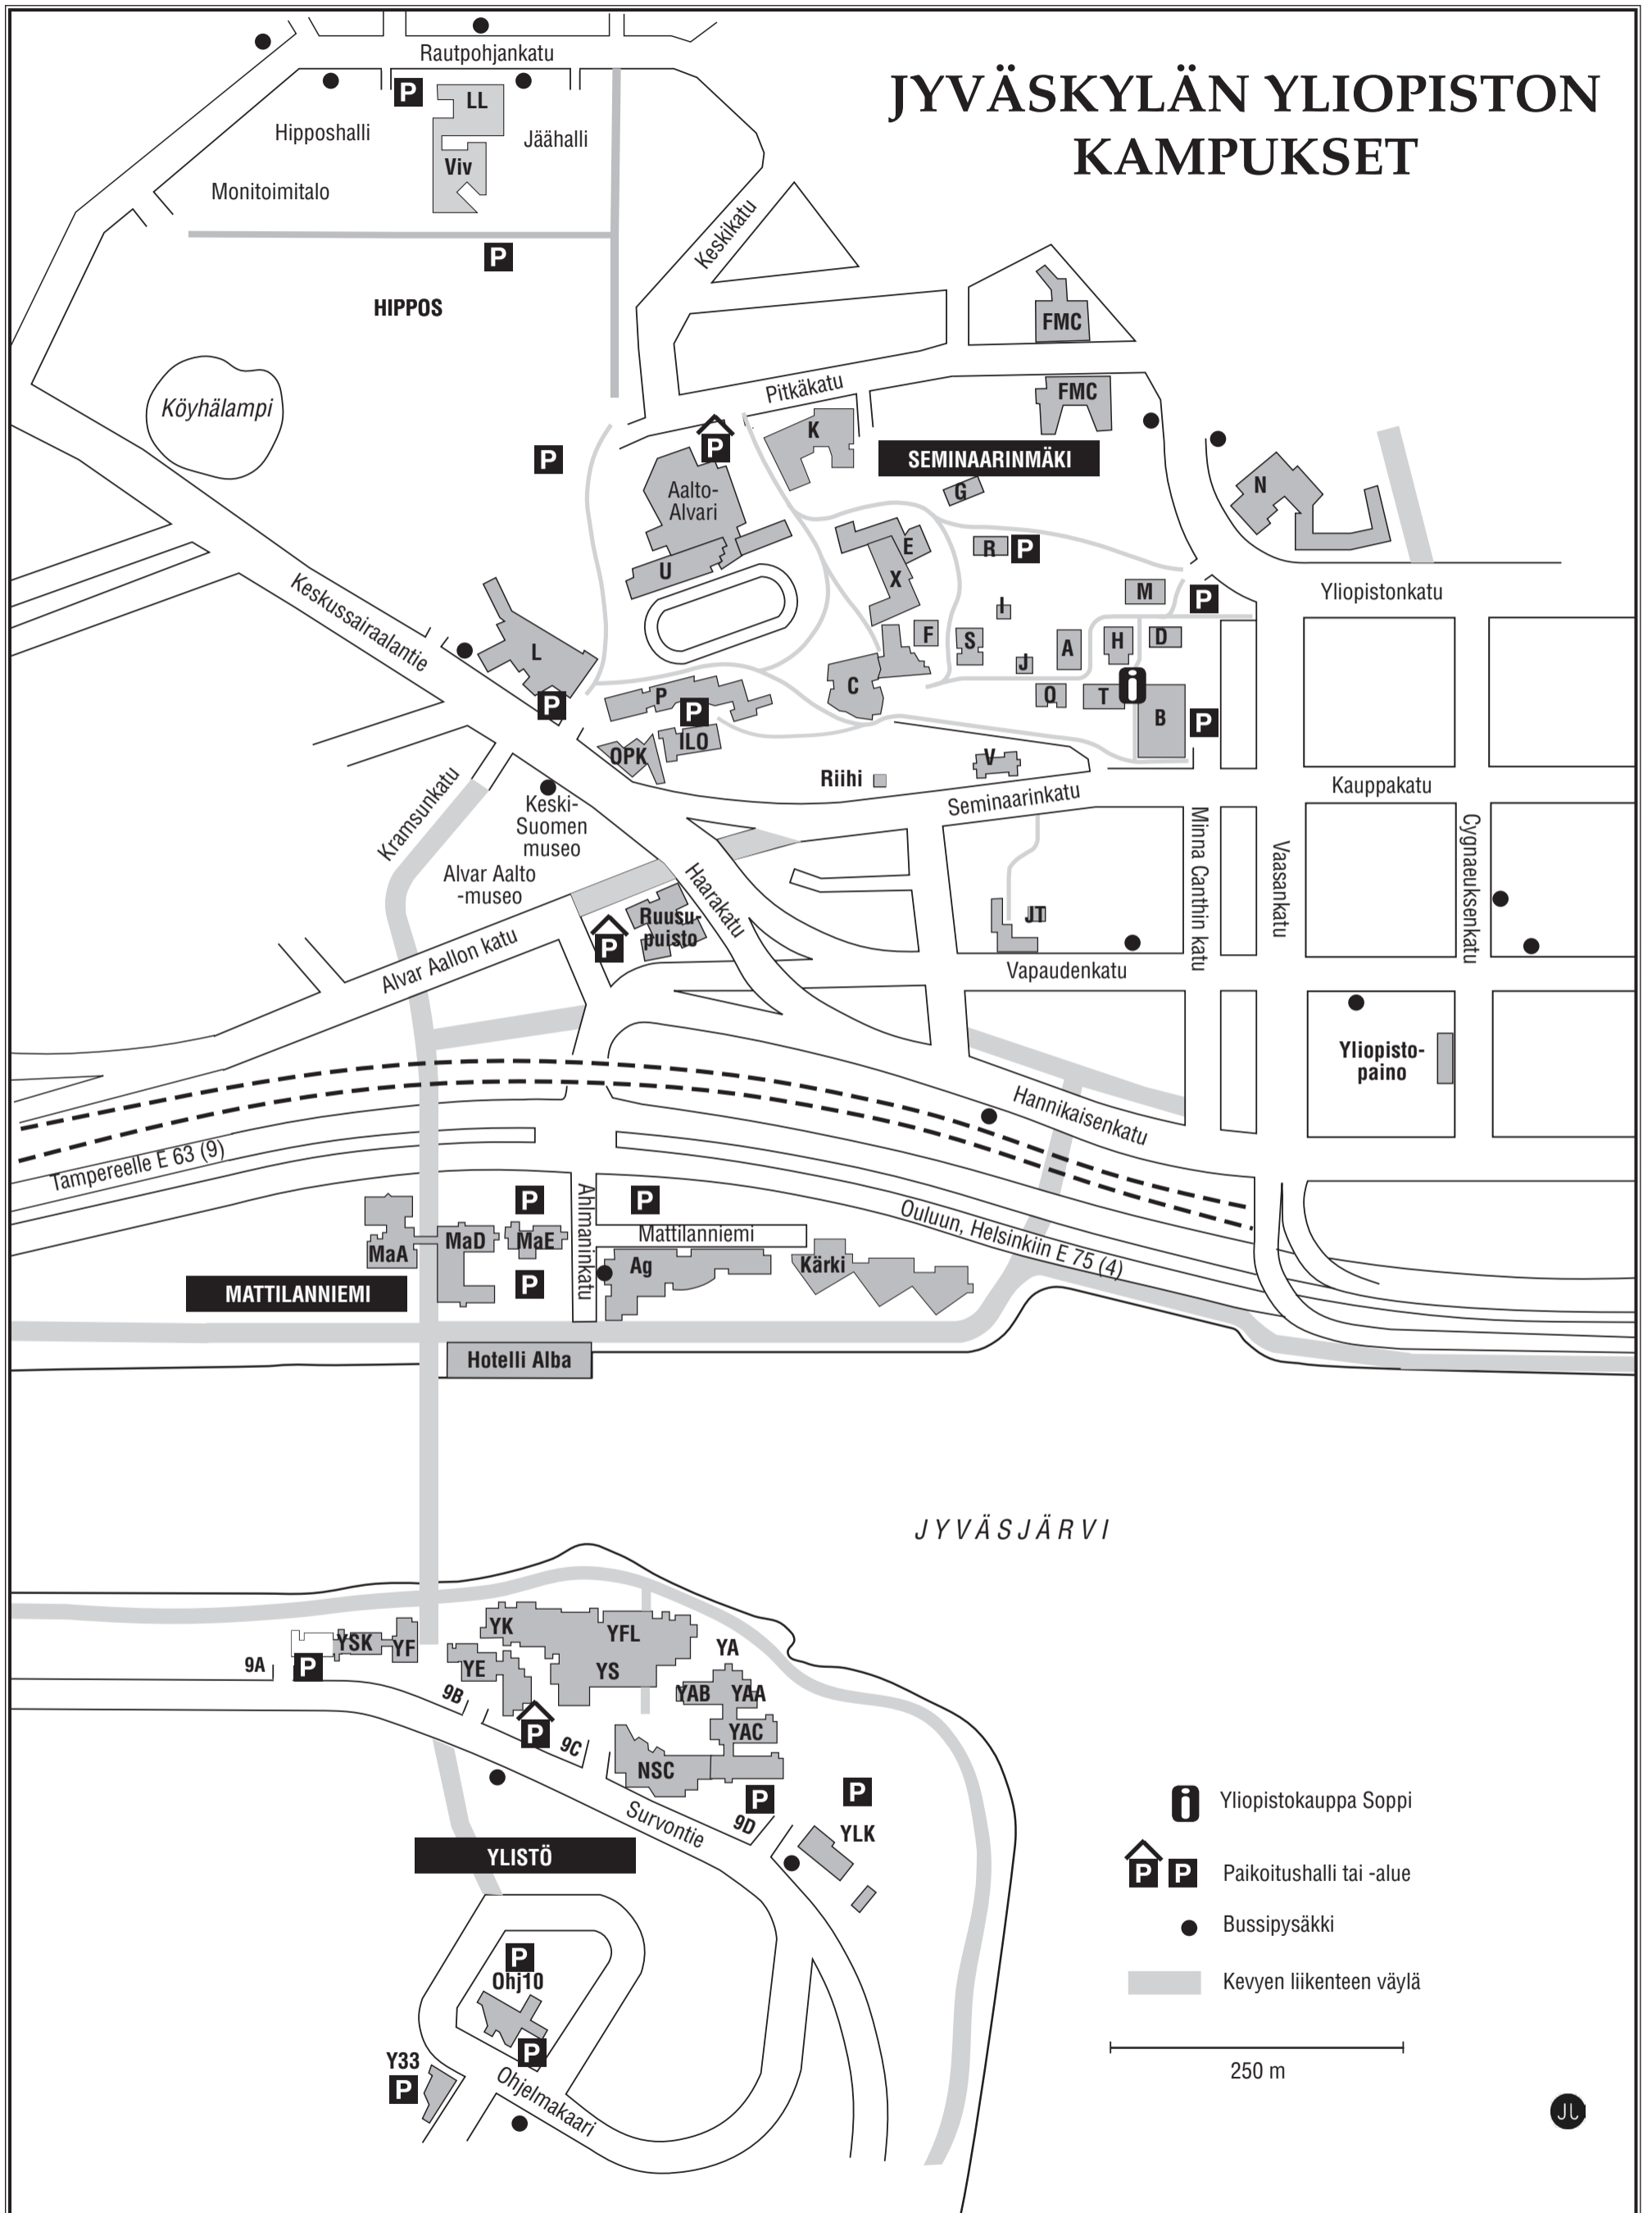 JYVÄSKYLÄN YLIOPISTON
KAMPUKSET
Rautpohjankatu
P
LL
Hipposhalli
Jäähalli
Viv
Monitoimitalo
Keskikatu
P
HIPPOS
FMC
Köyhälampi
Pitkäkatu
FMC
K
P
P
SEMINAARINMÄKI
Aalto-
Alvari
G
N
E
R
P
U
X
Keskussairaalantie
M
P
Yliopistonkatu
I
F
S
A
H
D
L
J
C
P
O
T
i
B
P
P
P
OPK
ILO
V
Riihi
Seminaarinkatu
Kauppakatu
Kramsunkatu
Keski-
Suomen
museo
Alvar Aalto
-museo
Haarakatu
Minna Canthin katu
Vaasankatu
Cygnaeuksenkatu
Ruusu-
puisto
P
JT
Alvar Aallon katu
Vapaudenkatu
Yliopisto-
paino
Hannikaisenkatu
Tampereelle E 63 (9)
P
Ahlmaninkatu
P
Mattilanniemi
Ouluun, Helsinkiin E 75 (4)
MaA
MaD
MaE
Ag
Kärki
P
MATTILANNIEMI
Hotelli Alba
JYVÄSJÄRVI
YK
YFL
YSK
YF
YA
9A
P
YE
YS
9B
YAB
YAA
P
9C
YAC
NSC
P
P
Survontie
9D
YLK
YLISTÖ
P
Ohj10
P
Y33
P
Ohjelmakaari
i
Yliopistokauppa Soppi
P
P
Paikoitushalli tai -alue
Bussipysäkki
Kevyen liikenteen väylä
250 m
JL